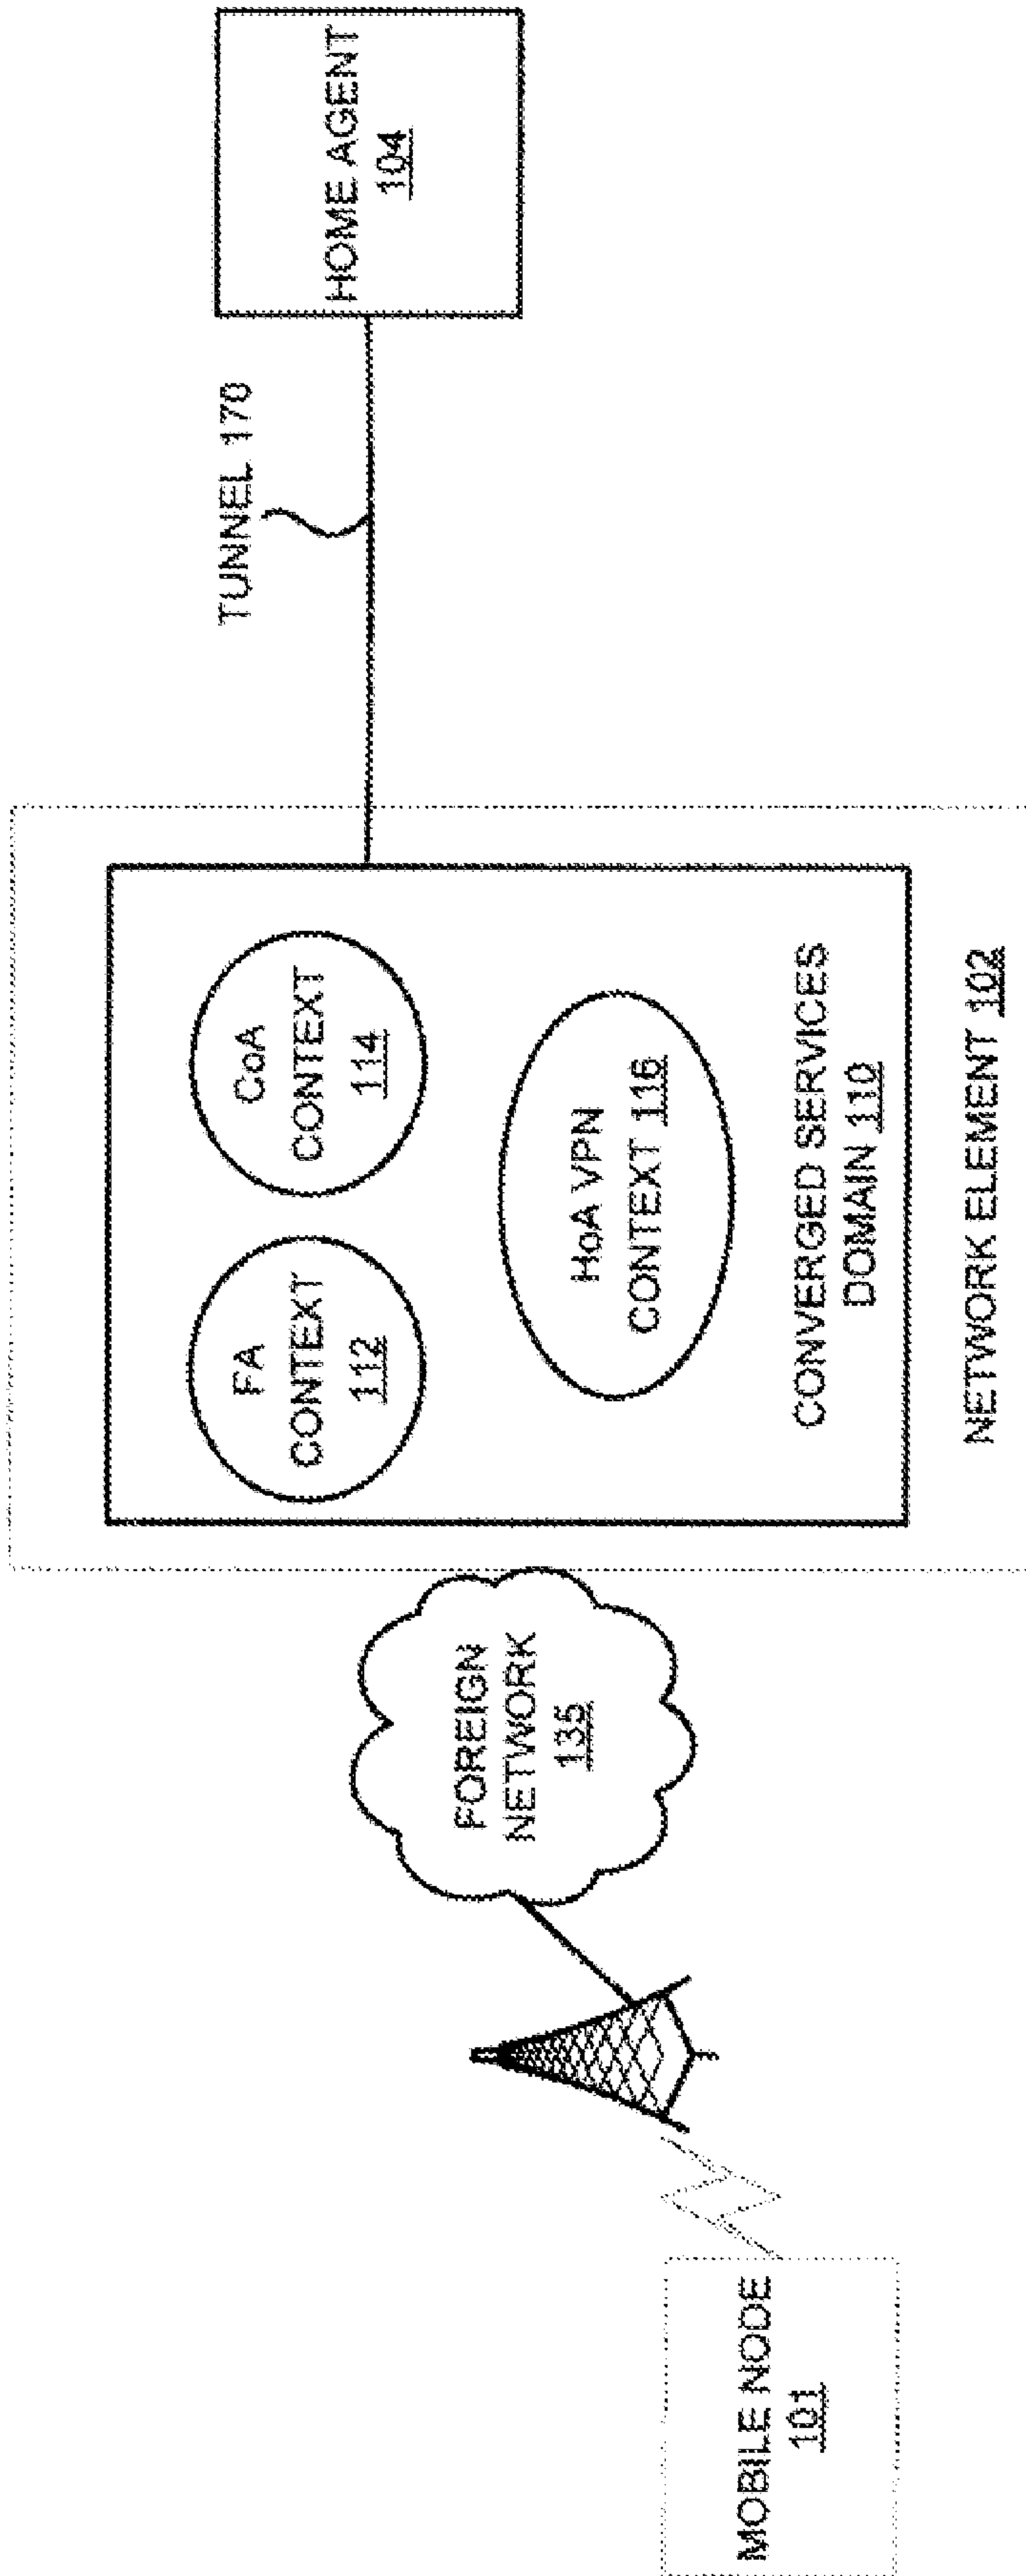 MOBILE NODE
101
FOREIGN
NETWORK
135
FA
CONTEXT
112
CoA
CONTEXT
114
HoA VPN
CONTEXT 116
CONVERGED SERVICES
DOMAIN 110
NETWORK ELEMENT 102
TUNNEL 178
HOME AGENT
104